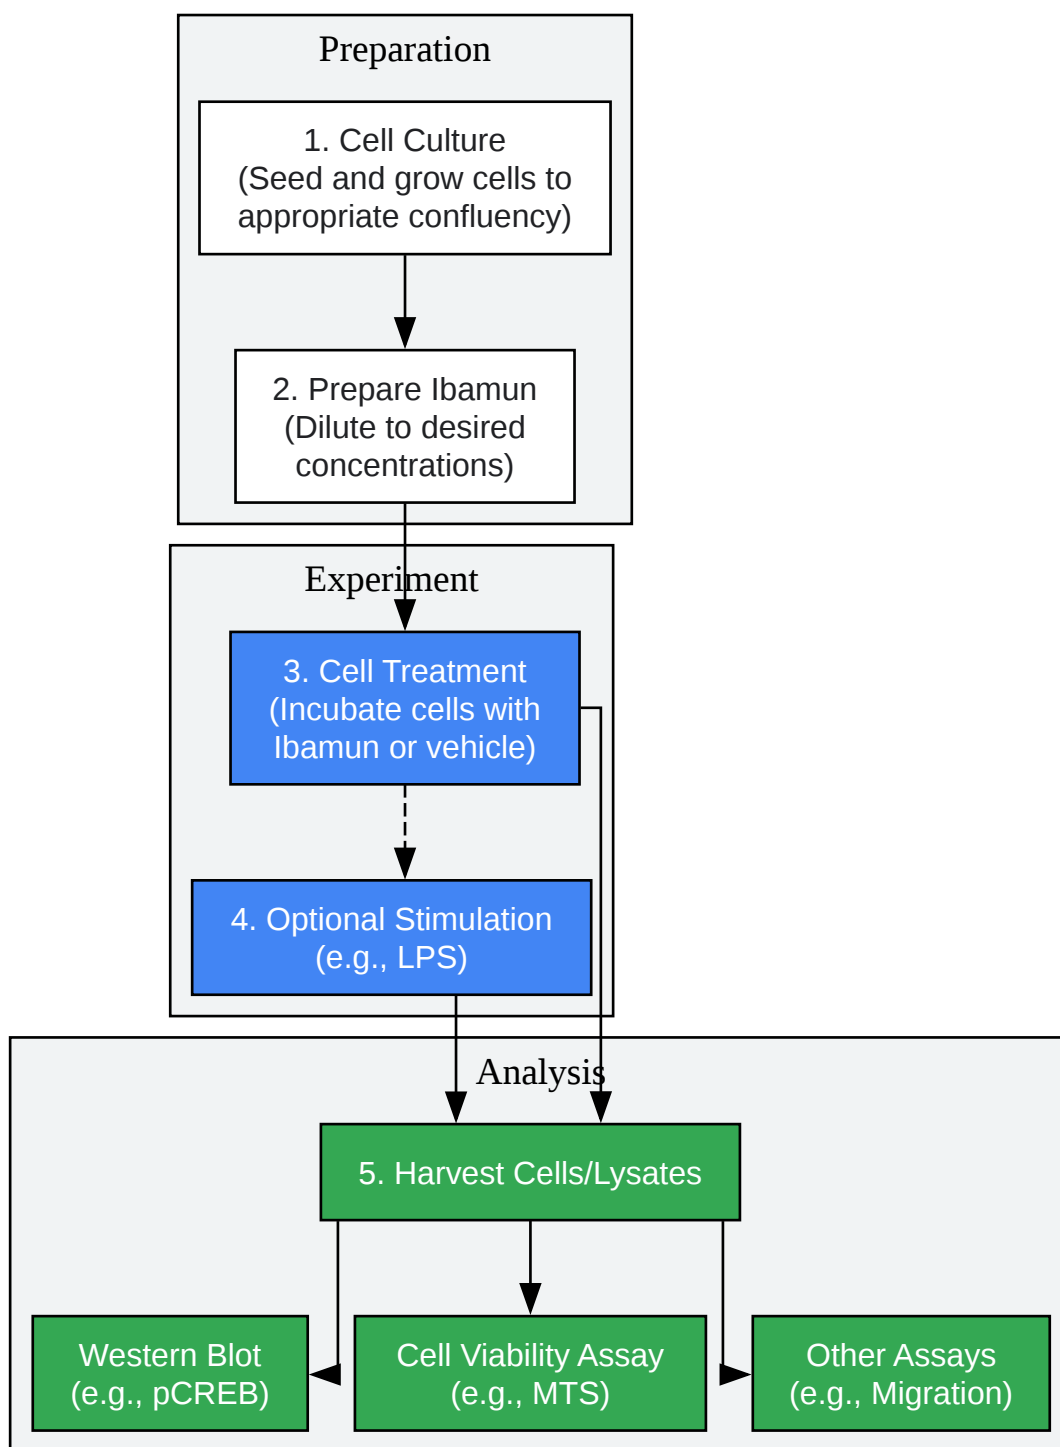 Preparation
1. Cell Culture
(Seed and grow cells to
appropriate confluency)
2. Prepare Ibamun
(Dilute to desired
concentrations)
Experiment
3. Cell Treatment
(Incubate cells with
Ibamun or vehicle)
4. Optional Stimulation
(e.g., LPS)
Analysis
5. Harvest Cells/Lysates
Western Blot
(e.g., pCREB)
Cell Viability Assay
(e.g., MTS)
Other Assays
(e.g., Migration)